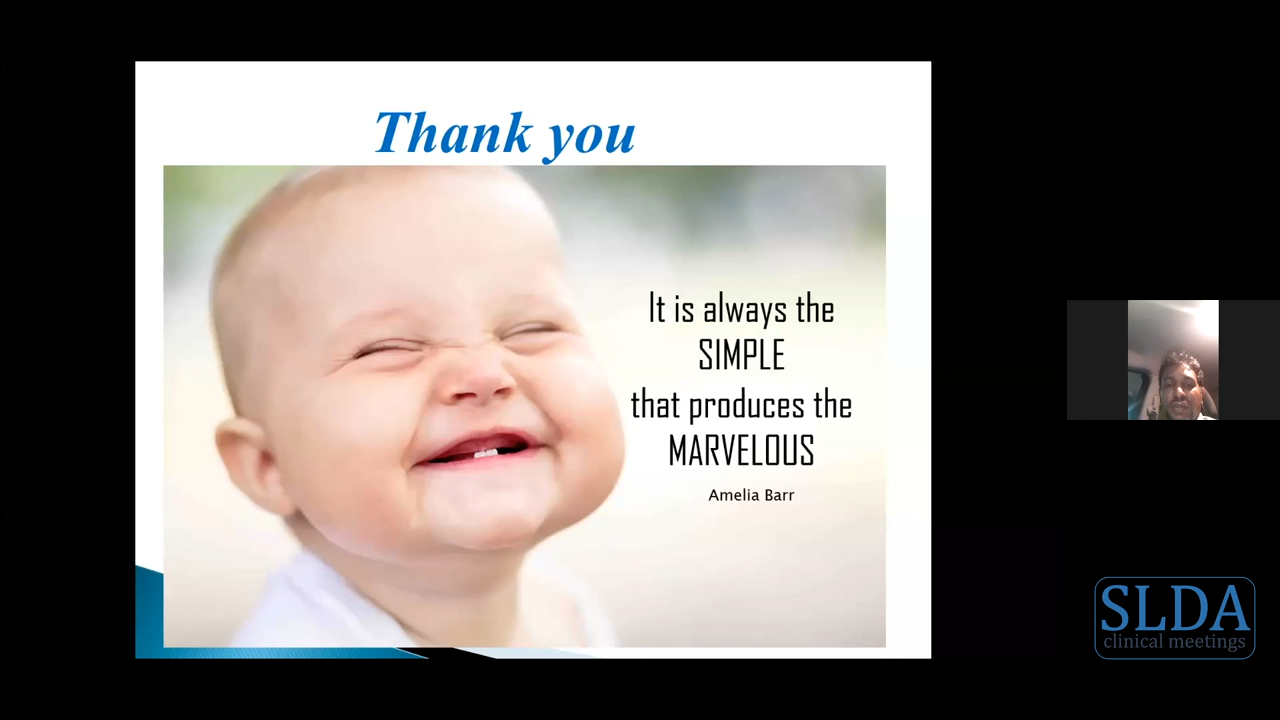 Thank you
It is always the
SIMPLE
that produces the
MARVELOUS
Amelia Barr
SLDA
clinical meetings